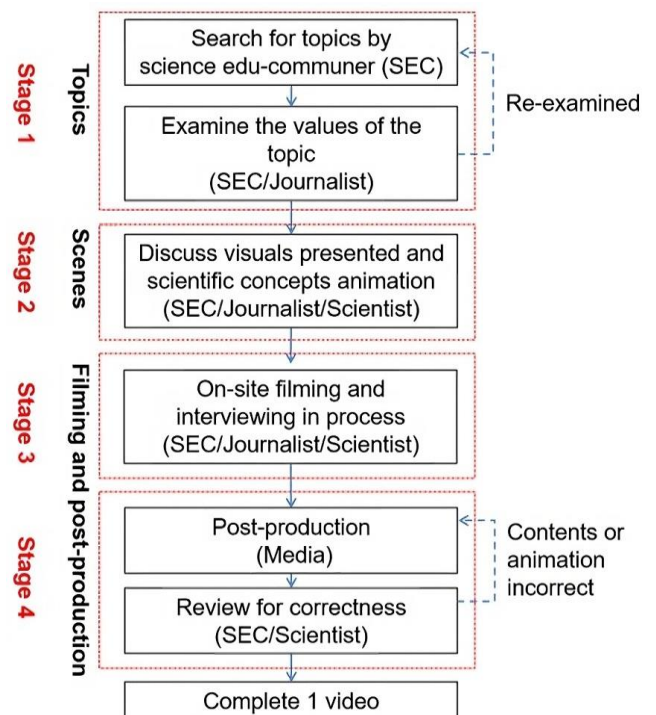 Stage 1
Topics
Search for topics by
science edu-communer (SEC)
Examine the values of the
topic
(SEC/Journalist)
Re-examined
Stage 2
Scenes
Discuss visuals presented and
scientific concepts animation
(SEC/Journalist/Scientist)
Stage 3
Filming and post-production
On-site filming and
interviewing in process
(SEC/Journalist/Scientist)
Stage 4
Post-production
(Media)
Review for correctness
(SEC/Scientist)
Contents or
animation
incorrect
Complete 1 video